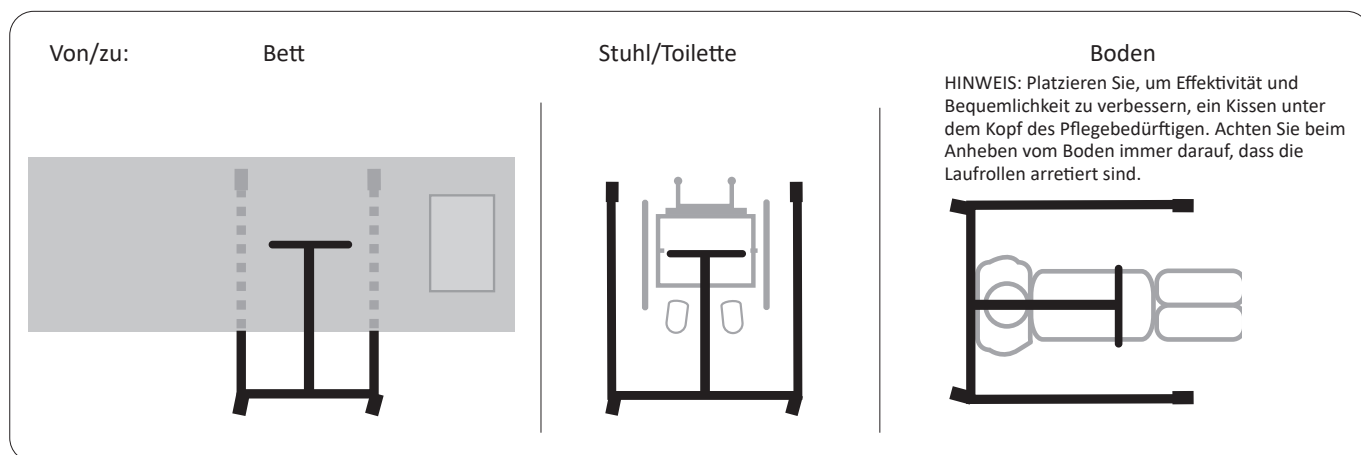 Von/zu:
Bett
Stuhl/Toilette
Boden
HINWEIS: Platzieren Sie, um Effektivität und
Bequemlichkeit zu verbessern, ein Kissen unter
dem Kopf des Pflegebedürftigen. Achten Sie beim
Anheben vom Boden immer darauf, dass die
Laufrollen arretiert sind.